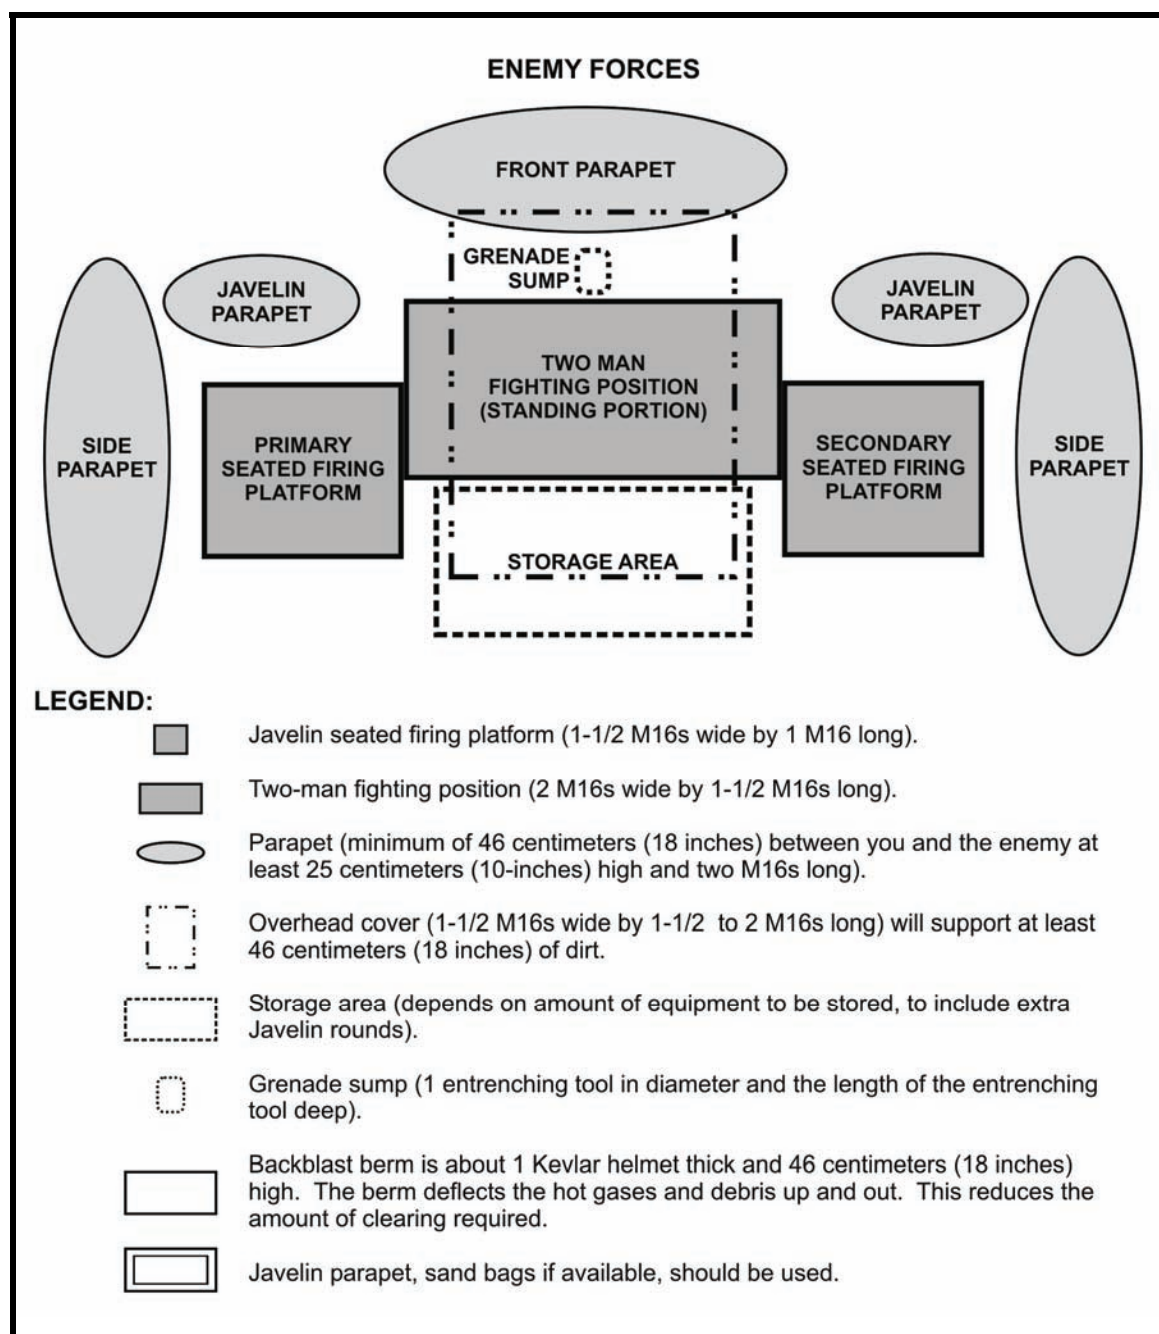 ENEMY FORCES
FRONT PARAPET
GRENADE
SUMP
JAVELIN
PARAPET
JAVELIN
PARAPET
TWO MAN
FIGHTING POSITION
(STANDING PORTION)
SIDE
PARAPET
PRIMARY
SEATED FIRING
PLATFORM
SECONDARY
SEATED FIRING
PLATFORM
SIDE
PARAPET
STORAGE AREA
LEGEND:
Javelin seated firing platform (1-1/2 M16s wide by 1 M16 long).
Two-man fighting position (2 M16s wide by 1-1/2 M16s long).
Parapet (minimum of 46 centimeters (18 inches) between you and the enemy at
least 25 centimeters (10-inches) high and two M16s long).
Overhead cover (1-1/2 M16s wide by 1-1/2 to 2 M16s long) will support at least
46 centimeters (18 inches) of dirt.
Storage area (depends on amount of equipment to be stored, to include extra
Javelin rounds).
Grenade sump (1 entrenching tool in diameter and the length of the entrenching
tool deep).
Backblast berm is about 1 Kevlar helmet thick and 46 centimeters (18 inches)
high. The berm deflects the hot gases and debris up and out. This reduces the
amount of clearing required.
Javelin parapet, sand bags if available, should be used.